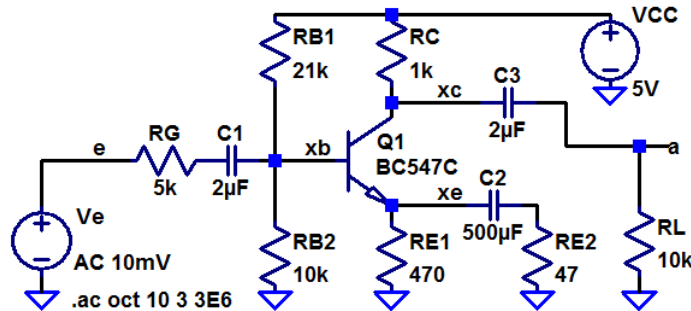 VCC
RB1
RC
21k
1k
C3
5V
xc
RG
C1
Q1
2µF
e
xb
a
BC547C
5k
2µF
xe
C2
Ve
RL
RB2
RE1
500µF
RE2
AC 10mV
10k
10k
470
47
.ac oct 10 3 3E6